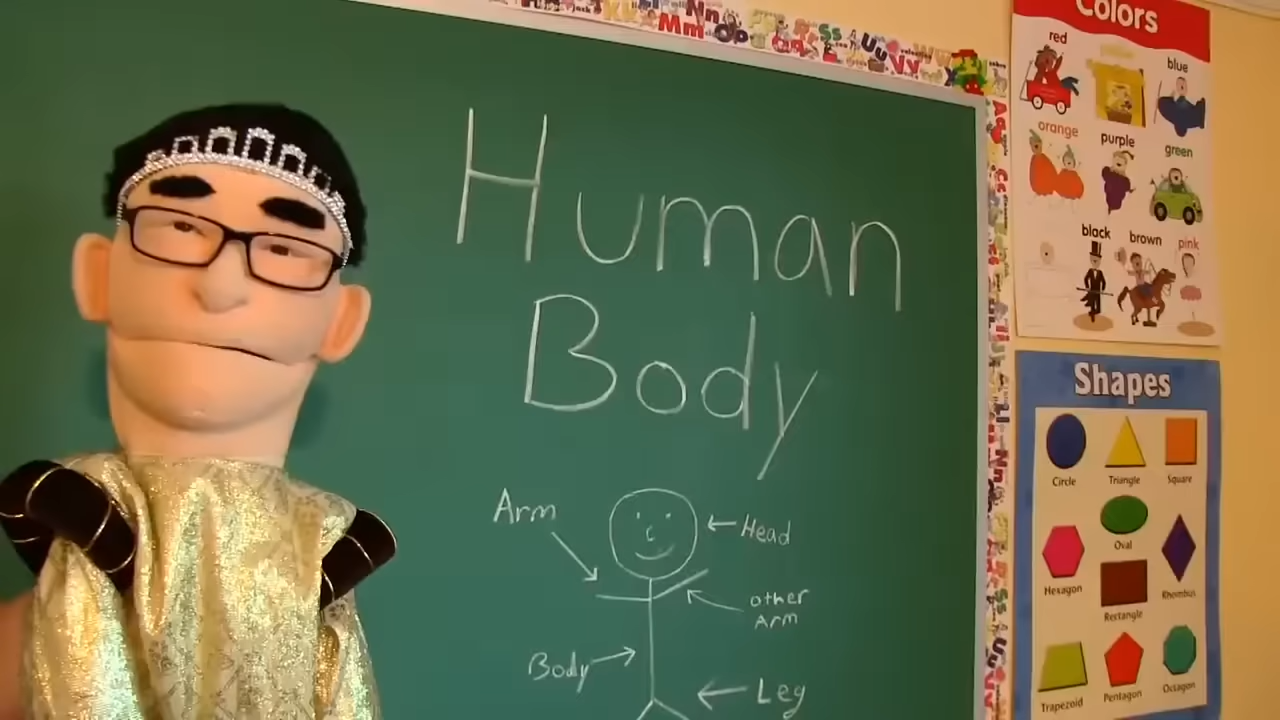 Human
Body
Arm
Head
other
Arm
Body
Leg
Colors
red
blue
orange
purple
green
black
brown
pink
Shapes
Circle
Triangle
Square
Oval
Hexagon
Rhombus
Rectangle
Trapezoid
Pentagon
Octagon